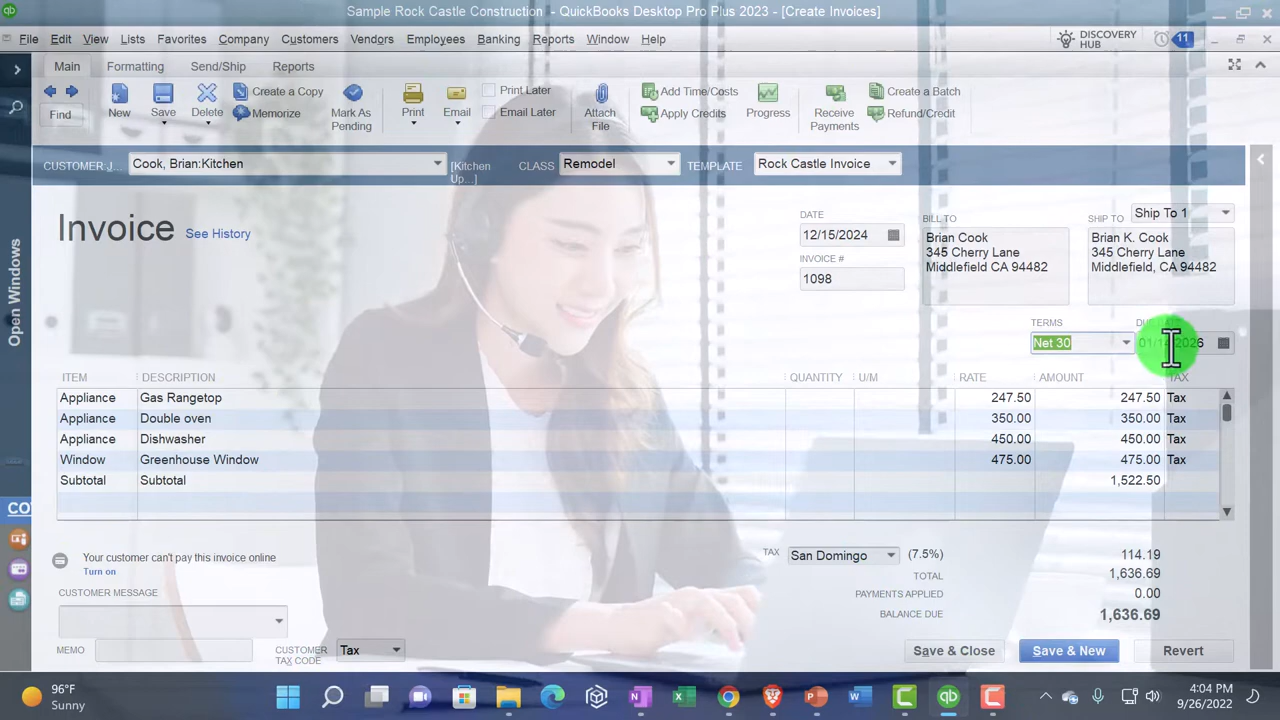 Sample Rock Castle Construction - QuickBooks Desktop Pro Plus 2023 - [Create Invoices]
File Edit View Lists Favorites Company Customers Vendors Employees Banking Reports Window Help
DISCOVERY HUB
11
Main Formatting Send/Ship Reports
Find
New
Save
Delete
Create a Copy
Memorize
Mark As
Pending
Print
Email
Print Later
Email Later
Attach
File
Add Time/Costs
Apply Credits
Progress
Receive
Payments
Create a Batch
Refund/Credit
CUSTOMER:J... Cook, Brian:Kitchen [Kitchen Up...] CLASS Remodel TEMPLATE Rock Castle Invoice
Open Windows
Invoice See History
DATE
12/15/2024
INVOICE #
1098
BILL TO
Brian Cook
345 Cherry Lane
Middlefield CA 94482
SHIP TO Ship To 1
Brian K. Cook
345 Cherry Lane
Middlefield, CA 94482
TERMS
Net 30
ITEM DESCRIPTION QUANTITY U/M RATE AMOUNT TAX
Appliance Gas Rangetop 247.50 247.50 Tax
Appliance Double oven 350.00 350.00 Tax
Appliance Dishwasher 450.00 450.00 Tax
Window Greenhouse Window 475.00 475.00 Tax
Subtotal Subtotal 1,522.50
Your customer can't pay this invoice online
Turn on
CUSTOMER MESSAGE
TAX San Domingo (7.5%) 114.19
TOTAL 1,636.69
PAYMENTS APPLIED 0.00
BALANCE DUE 1,636.69
MEMO
CUSTOMER
TAX CODE
Tax
Save & Close Save & New Revert
96°F
Sunny
4:04 PM
9/26/2022